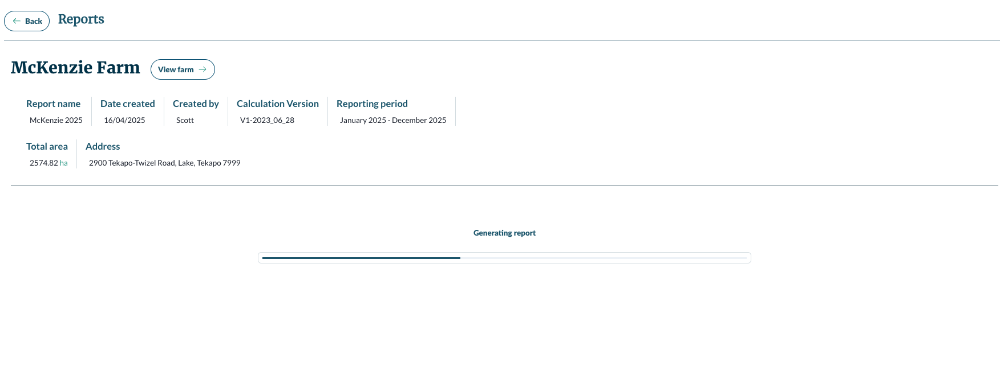 Back Reports
McKenzie Farm View farm
Report name Date created Created by Calculation Version Reporting period
McKenzie 2025 16/04/2025 Scott V1-2023_06_28 January 2025 - December 2025
Total area Address
2574.82 ha 2900 Tekapo-Twizel Road, Lake, Tekapo 7999
Generating report